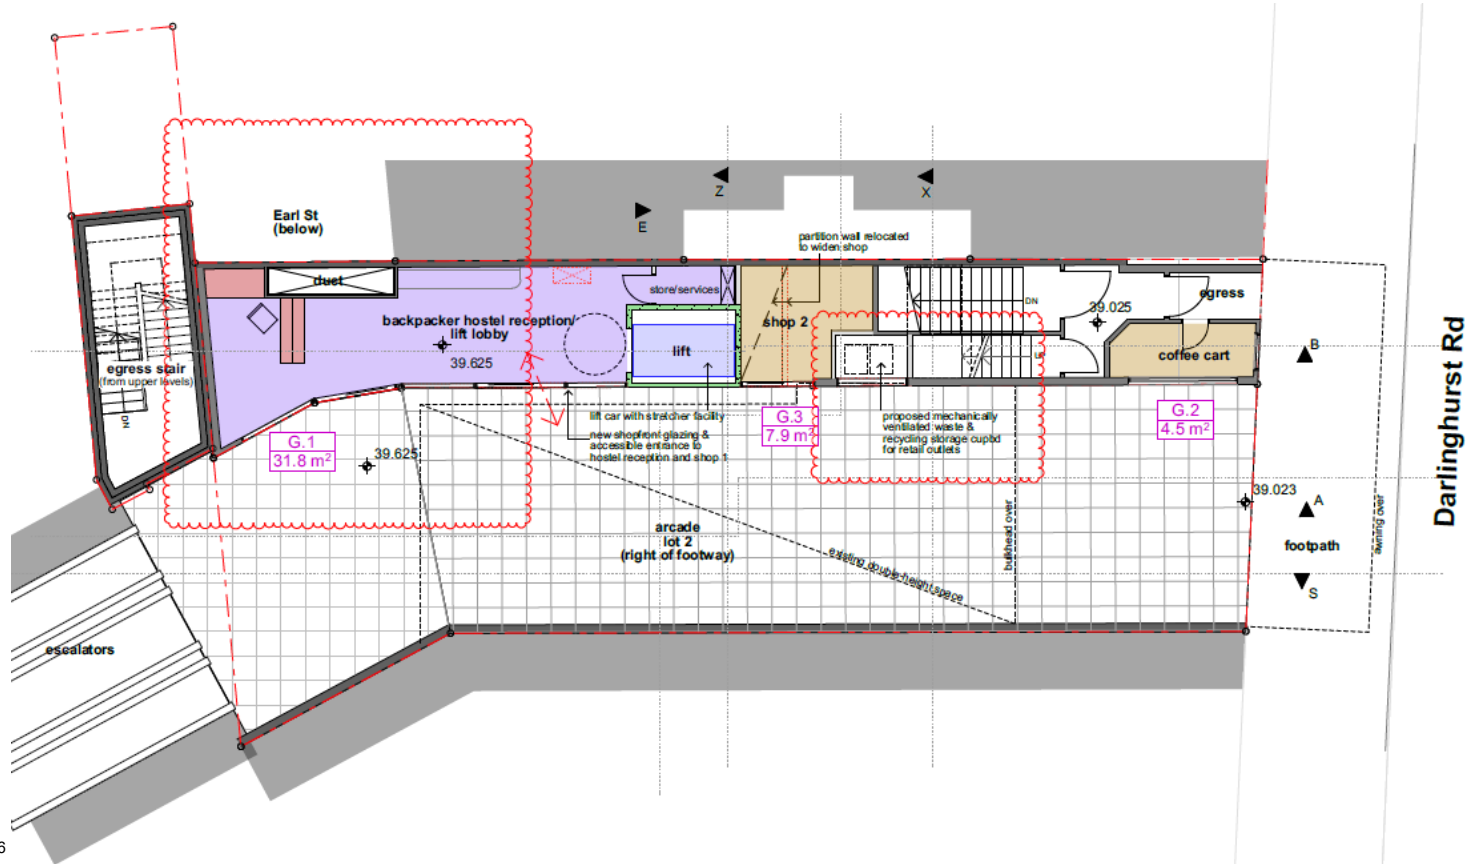 Earl St
(below)
Z
X
E
partition wall relocated
to widen shop
duct
store/services
egress
DN
39.025
backpacker hostel reception/
lift lobby
39.625
shop 2
lift
UP
coffee cart
B
egress stair
(from upper levels)
DN
lift car with stretcher facility
new shopfront glazing &
accessible entrance to
hostel reception and shop 1
G.3
7.9 m²
proposed mechanically
ventilated waste &
recycling storage cupbd
for retail outlets
G.2
4.5 m²
G.1
31.8 m²
39.625
39.023
A
arcade
lot 2
(right of footway)
existing double-height space
bulkhead over
footpath
awning over
S
escalators
Darlinghurst Rd
6